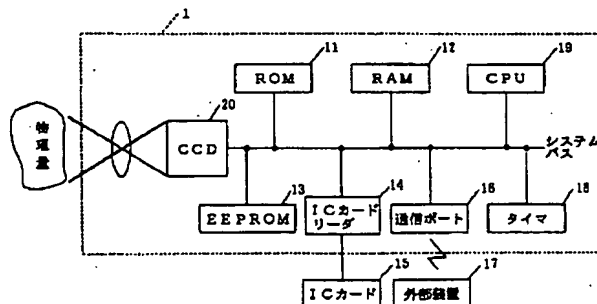 1
11
ROM
12
RAM
19
CPU
20
CCD
物理量
システム
バス
13
EEPROM
14
ICカード
リーダ
16
通信ポート
18
タイマ
15
ICカード
17
外部装置